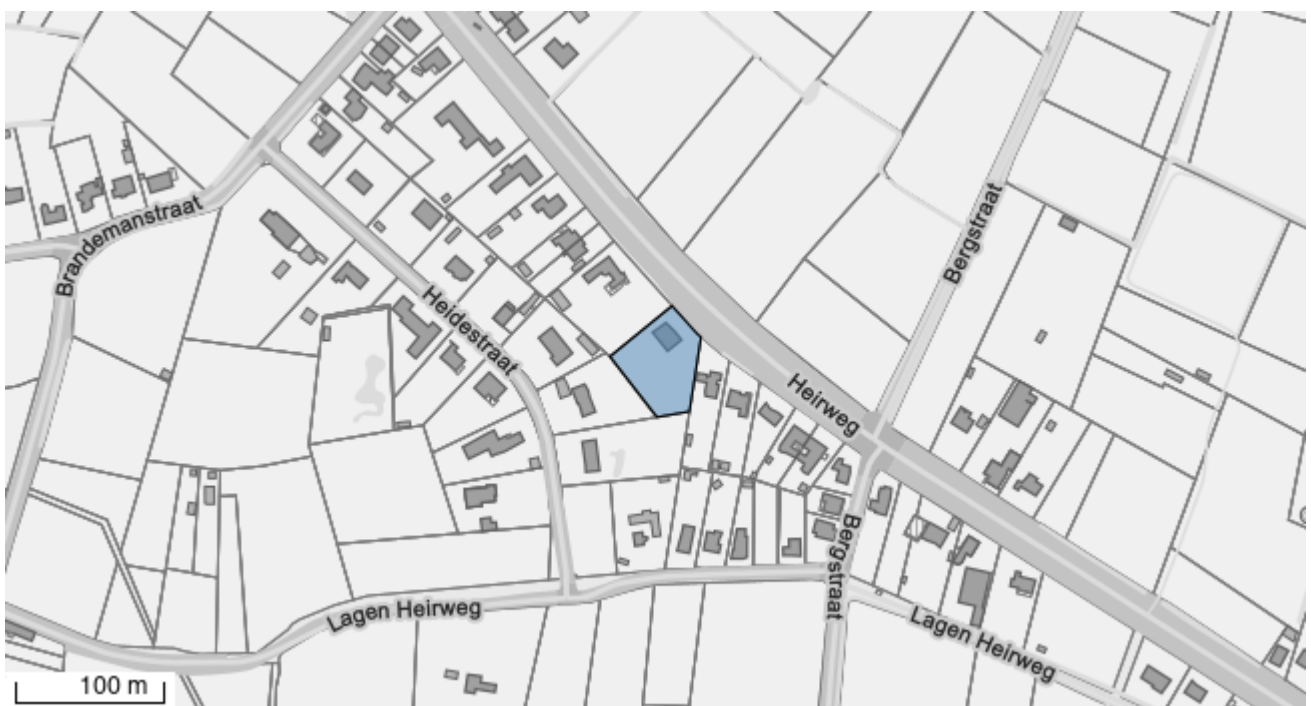 Brandemanstraat
Bergstraat
Heidestraat
Heirweg
Bergstraat
Lagen Heirweg
Lagen Heirweg
100 m